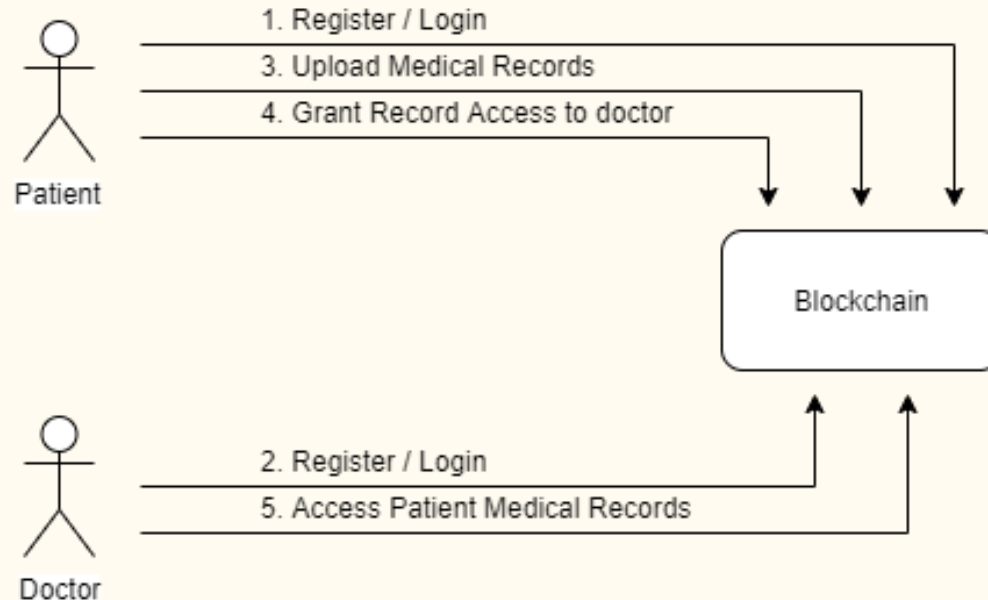 1. Register / Login
3. Upload Medical Records
4. Grant Record Access to doctor
Patient
Blockchain
2. Register / Login
5. Access Patient Medical Records
Doctor